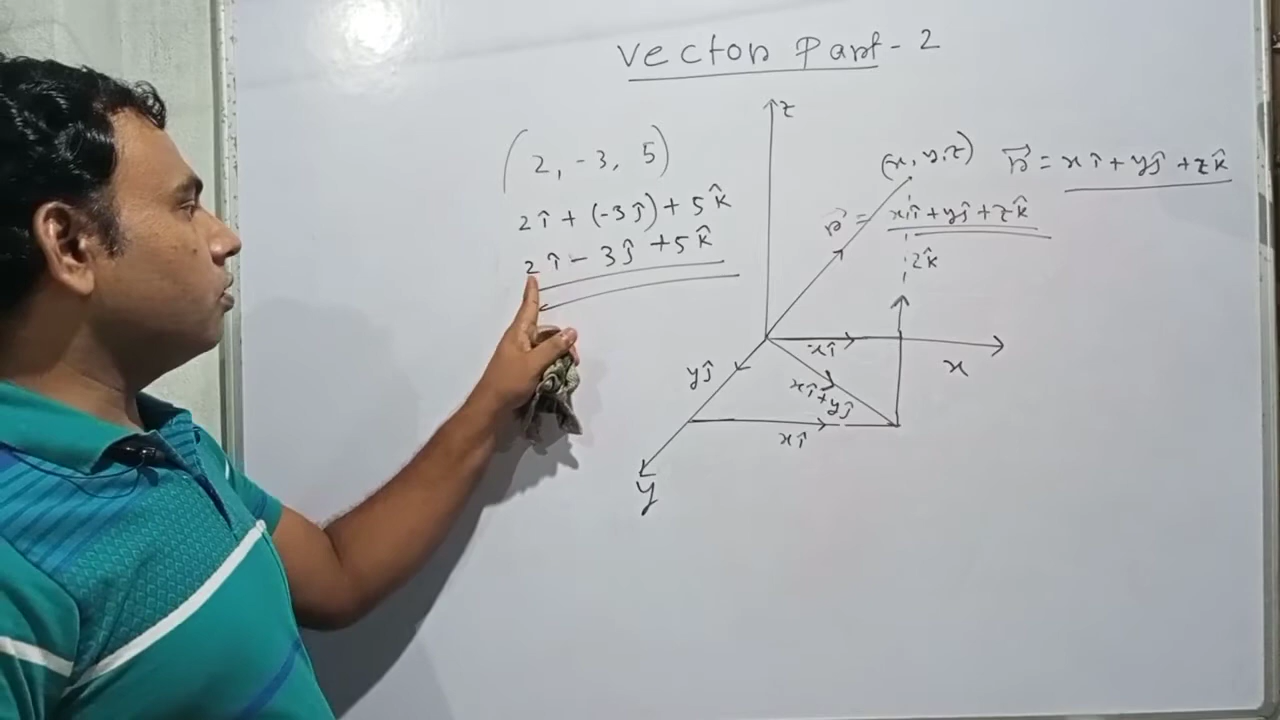 Vector Part - 2
(2, -3, 5)
2î + (-3ĵ) + 5k̂
2î - 3ĵ + 5k̂
z
(x, y, z)
r⃗ = xî + yĵ + zk̂
r⃗ = xî + yĵ + zk̂
zk̂
xî
x
yĵ
xî + yĵ
xî
y